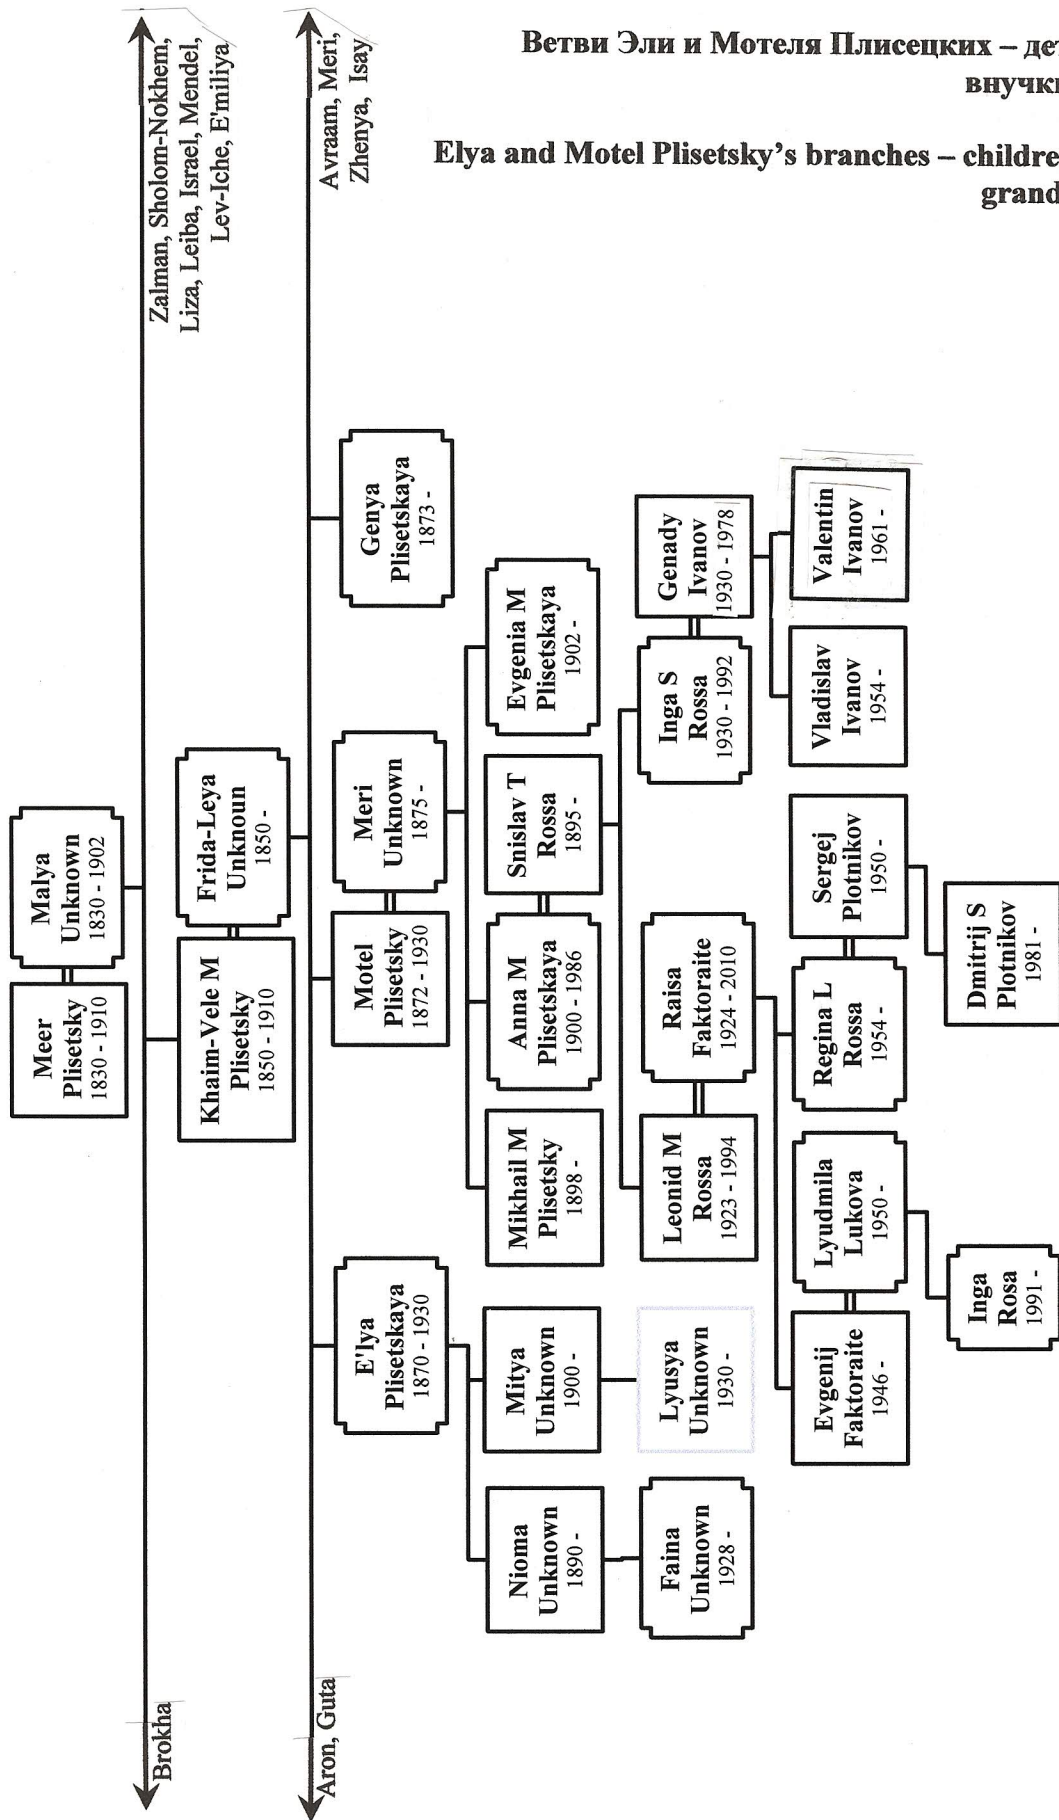 Ветви Эли и Мотеля Плисецких – дет
внучк
Elya and Motel Plisetsky's branches – childre
grand
Meer
Plisetsky
1830 - 1910
Malya
Unknown
1830 - 1902
Brokha
Zalman, Sholom-Nokhem,
Liza, Leiba, Israel, Mendel,
Lev-Iche, E'miliya
Khaim-Vele M
Plisetsky
1850 - 1910
Frida-Leya
Unknoun
1850 -
Aron, Guta
Avraam, Meri,
Zhenya, Isay
E'lya
Plisetskaya
1870 - 1930
Motel
Plisetsky
1872 - 1930
Meri
Unknown
1875 -
Genya
Plisetskaya
1873 -
Nioma
Unknown
1890 -
Mitya
Unknown
1900 -
Mikhail M
Plisetsky
1898 -
Anna M
Plisetskaya
1900 - 1986
Snislav T
Rossa
1895 -
Evgenia M
Plisetskaya
1902 -
Faina
Unknown
1928 -
Lyusya
Unknown
1930 -
Leonid M
Rossa
1923 - 1994
Raisa
Faktoraite
1924 - 2010
Inga S
Rossa
1930 - 1992
Genady
Ivanov
1930 - 1978
Evgenij
Faktoraite
1946 -
Lyudmila
Lukova
1950 -
Regina L
Rossa
1954 -
Sergej
Plotnikov
1950 -
Vladislav
Ivanov
1954 -
Valentin
Ivanov
1961 -
Inga
Rosa
1991 -
Dmitrij S
Plotnikov
1981 -